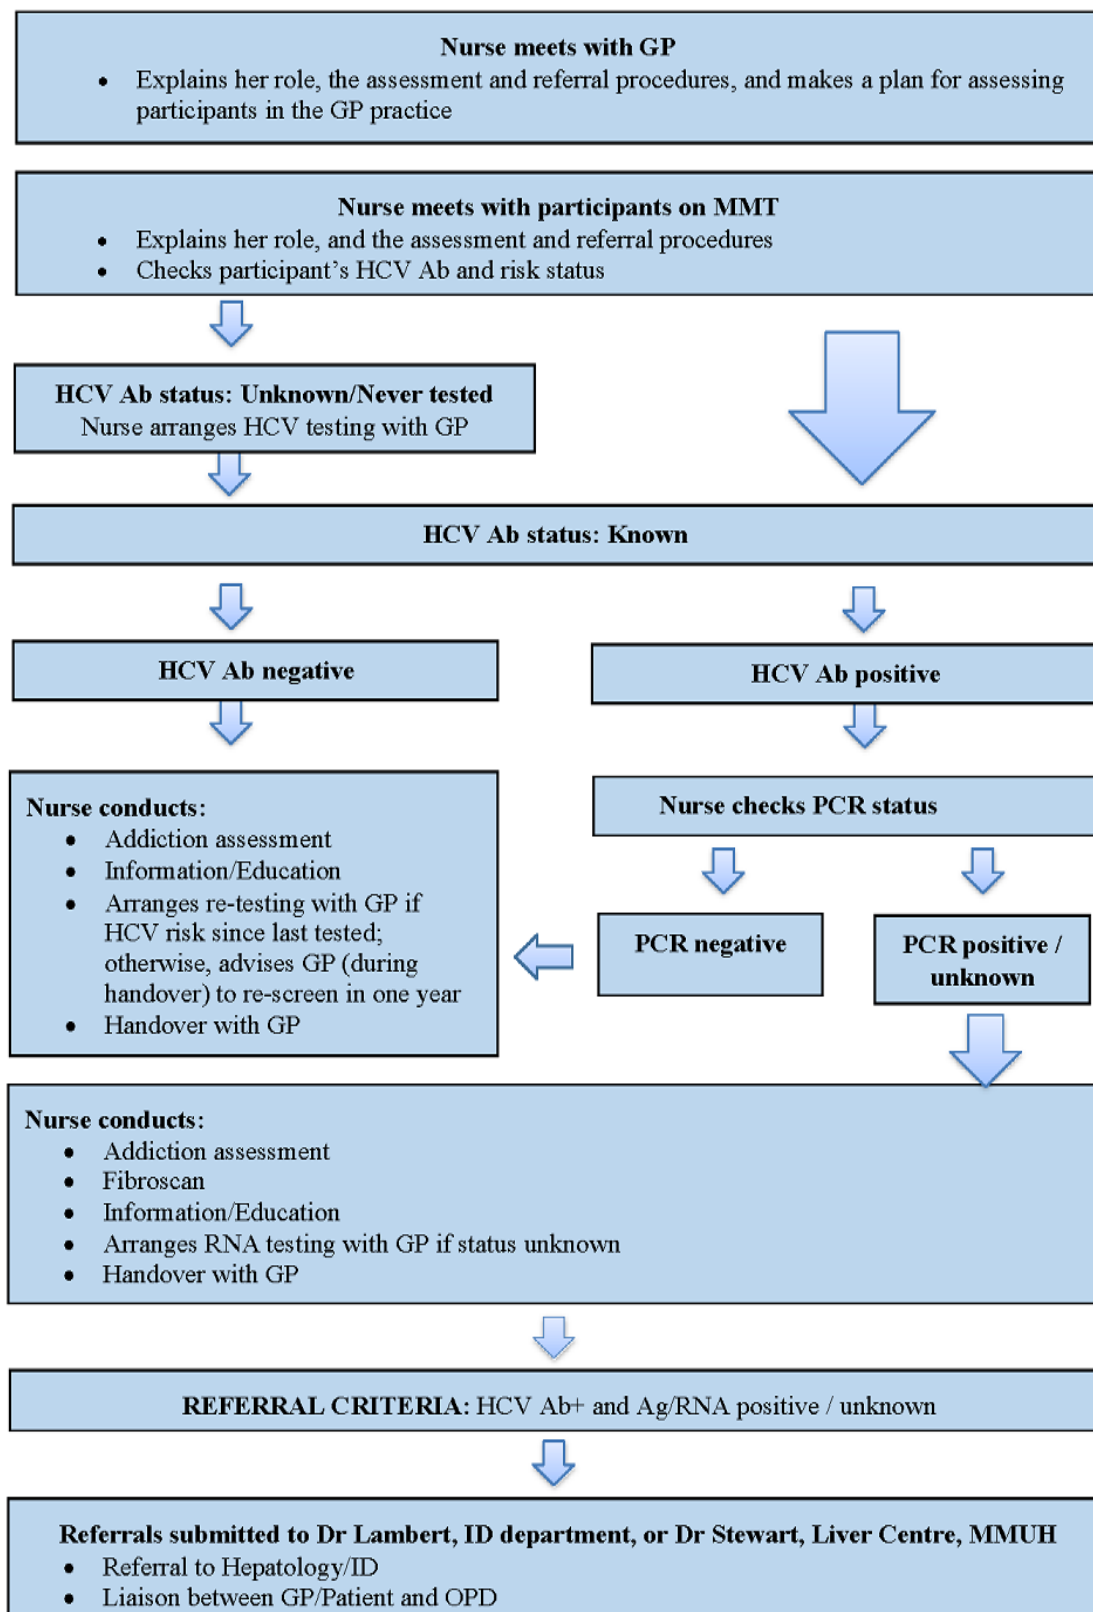 Nurse meets with GP
• Explains her role, the assessment and referral procedures, and makes a plan for assessing
participants in the GP practice
Nurse meets with participants on MMT
• Explains her role, and the assessment and referral procedures
• Checks participant’s HCV Ab and risk status
HCV Ab status: Unknown/Never tested
Nurse arranges HCV testing with GP
HCV Ab status: Known
HCV Ab negative
HCV Ab positive
Nurse conducts:
• Addiction assessment
• Information/Education
• Arranges re-testing with GP if
HCV risk since last tested;
otherwise, advises GP (during
handover) to re-screen in one year
• Handover with GP
Nurse checks PCR status
PCR negative
PCR positive /
unknown
Nurse conducts:
• Addiction assessment
• Fibroscan
• Information/Education
• Arranges RNA testing with GP if status unknown
• Handover with GP
REFERRAL CRITERIA: HCV Ab+ and Ag/RNA positive / unknown
Referrals submitted to Dr Lambert, ID department, or Dr Stewart, Liver Centre, MMUH
• Referral to Hepatology/ID
• Liaison between GP/Patient and OPD